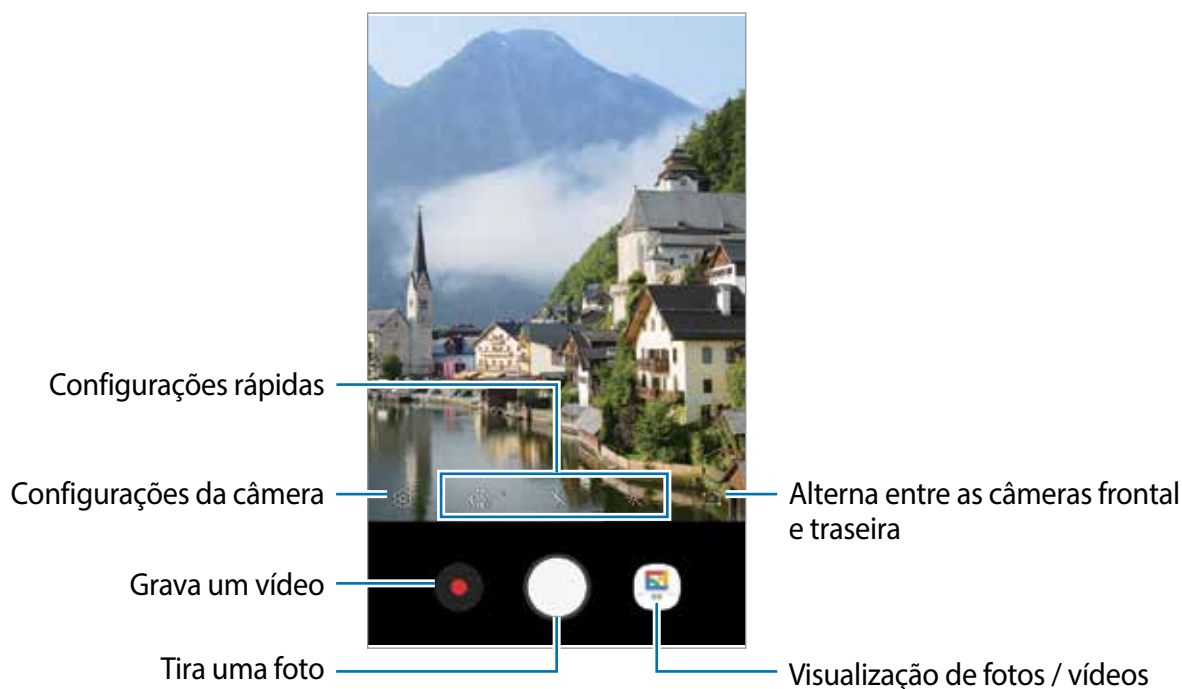 Configurações rápidas
Configurações da câmera
Alterna entre as câmeras frontal
e traseira
Grava um vídeo
Tira uma foto
Visualização de fotos / vídeos